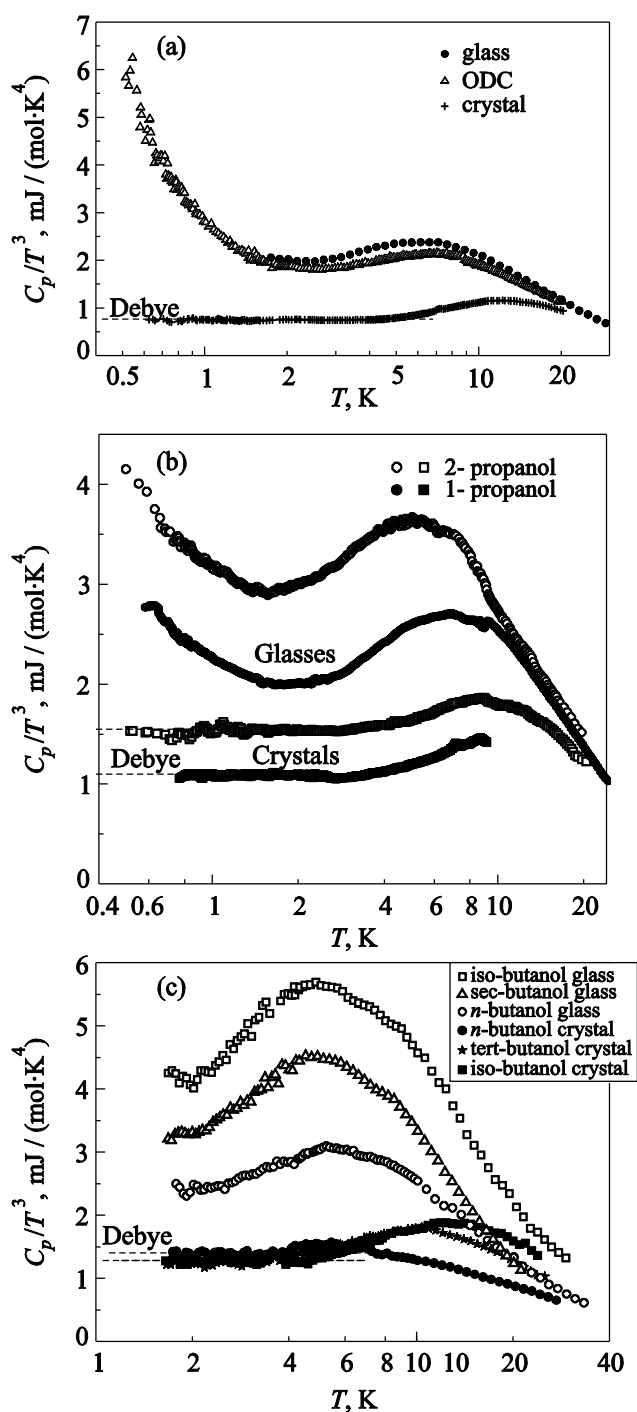 7
6
5
4
3
2
1
0
C_p/T^3 , mJ / (mol·K^4)
(a)
glass
ODC
crystal
Debye
0.5 1 2 5 10 20
T, K
4
3
2
1
0
C_p/T^3 , mJ / (mol·K^4)
(b)
2- propanol
1- propanol
Glasses
Debye Crystals
0.4 0.6 1 2 4 6 8 10 20
T, K
6
5
4
3
2
1
0
C_p/T^3 , mJ / (mol·K^4)
(c)
iso-butanol glass
sec-butanol glass
n-butanol glass
n-butanol crystal
tert-butanol crystal
iso-butanol crystal
Debye
1 2 4 6 8 10 10 20 40
T, K